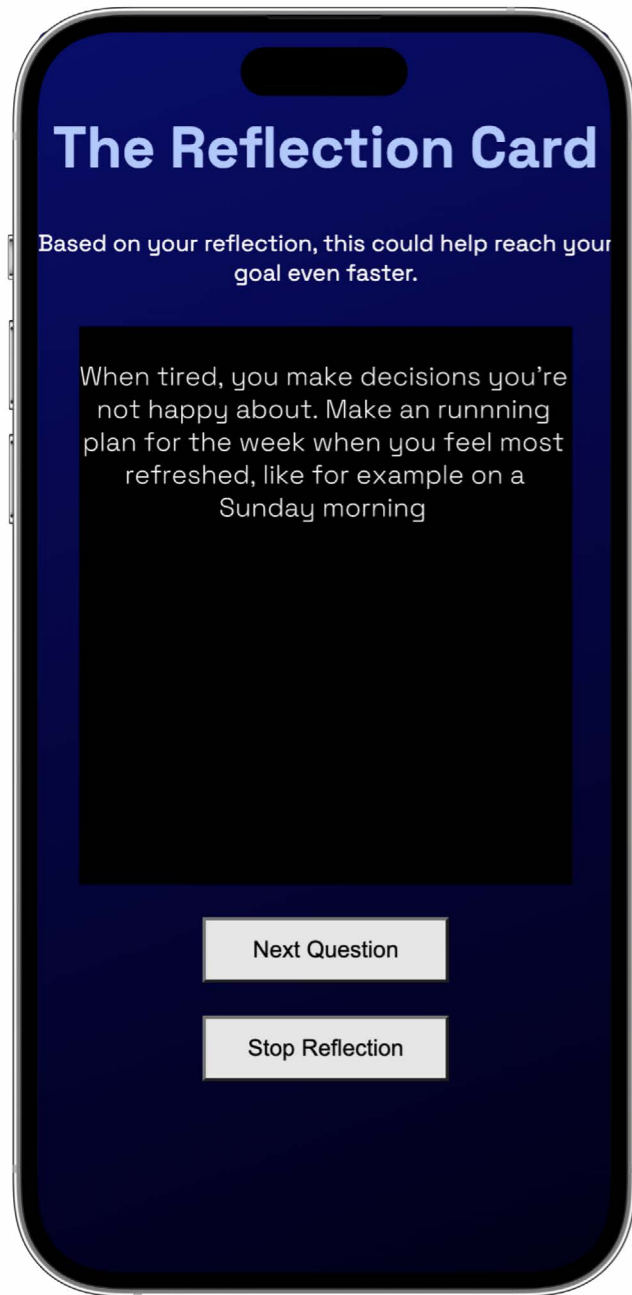 The Reflection Card
Based on your reflection, this could help reach your
goal even faster.
When tired, you make decisions you're
not happy about. Make an runnning
plan for the week when you feel most
refreshed, like for example on a
Sunday morning
Next Question
Stop Reflection